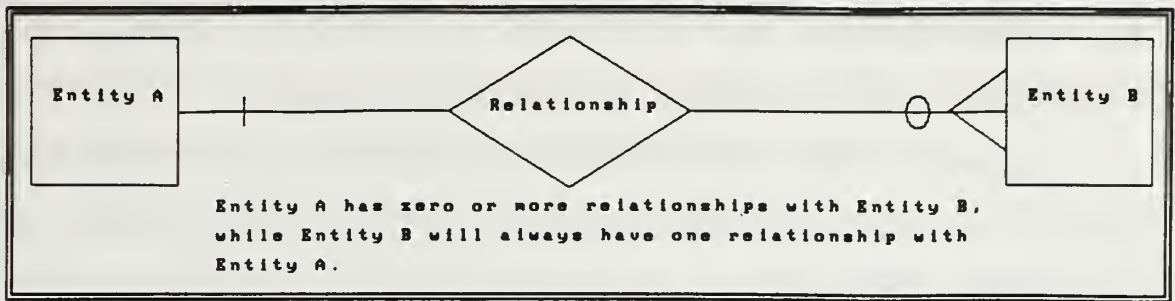 Entity A
Relationship
Entity B
Entity A has zero or more relationships with Entity B,
while Entity B will always have one relationship with
Entity A.